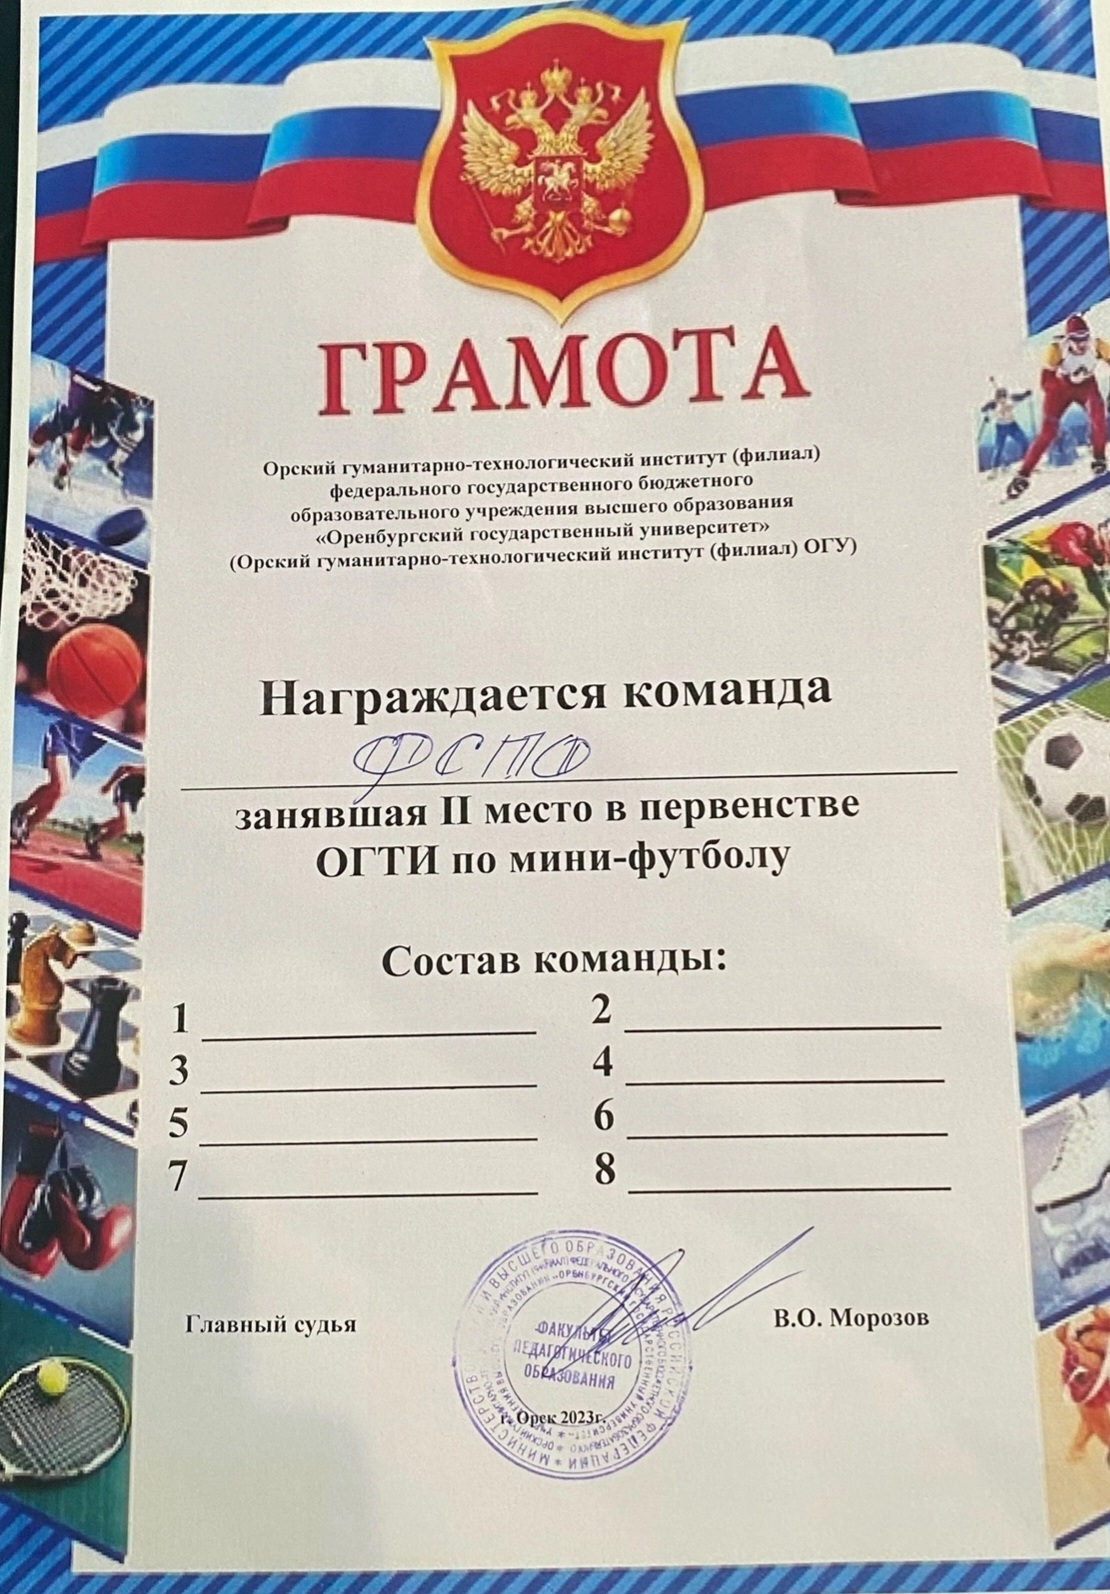 ГРАМОТА
Орский гуманитарно-технологический институт (филиал)
федерального государственного бюджетного
образовательного учреждения высшего образования
«Оренбургский государственный университет»
(Орский гуманитарно-технологический институт (филиал) ОГУ)
Награждается команда
ФСПО
занявшая II место в первенстве
ОГТИ по мини-футболу
Состав команды:
1 2
3 4
5 6
7 8
Главный судья
В.О. Морозов
ФАКУЛЬТЕТ
ПЕДАГОГИЧЕСКОГО
ОБРАЗОВАНИЯ
г. Орск 2023г.